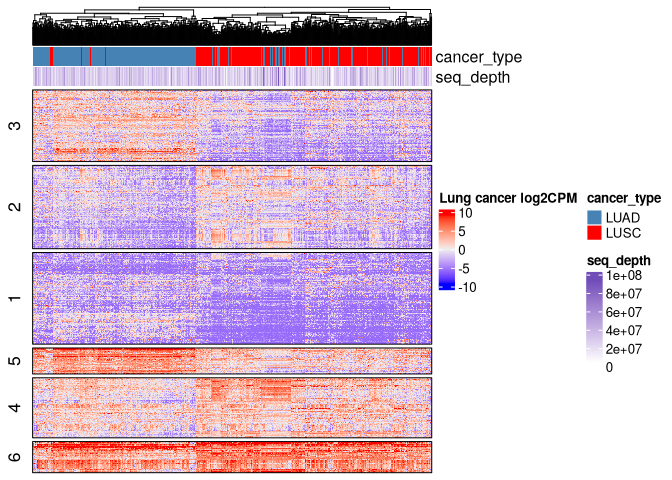 cancer_type
seq_depth
3
2
1
5
4
6
Lung cancer log2CPM
10
5
0
-5
-10
cancer_type
LUAD
LUSC
seq_depth
1e+08
8e+07
6e+07
4e+07
2e+07
0